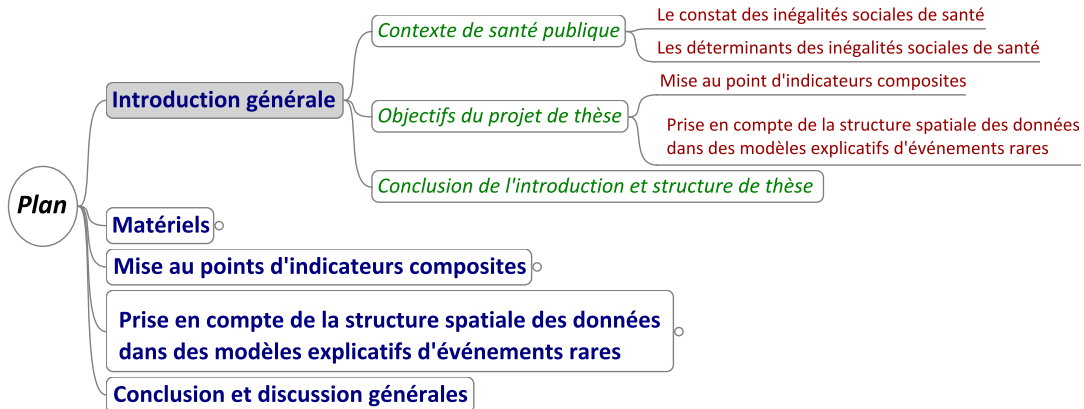 Plan
Introduction générale
Contexte de santé publique
Le constat des inégalités sociales de santé
Les déterminants des inégalités sociales de santé
Objectifs du projet de thèse
Mise au point d'indicateurs composites
Prise en compte de la structure spatiale des données
dans des modèles explicatifs d'événements rares
Conclusion de l'introduction et structure de thèse
Matériels
Mise au points d'indicateurs composites
Prise en compte de la structure spatiale des données
dans des modèles explicatifs d'événements rares
Conclusion et discussion générales